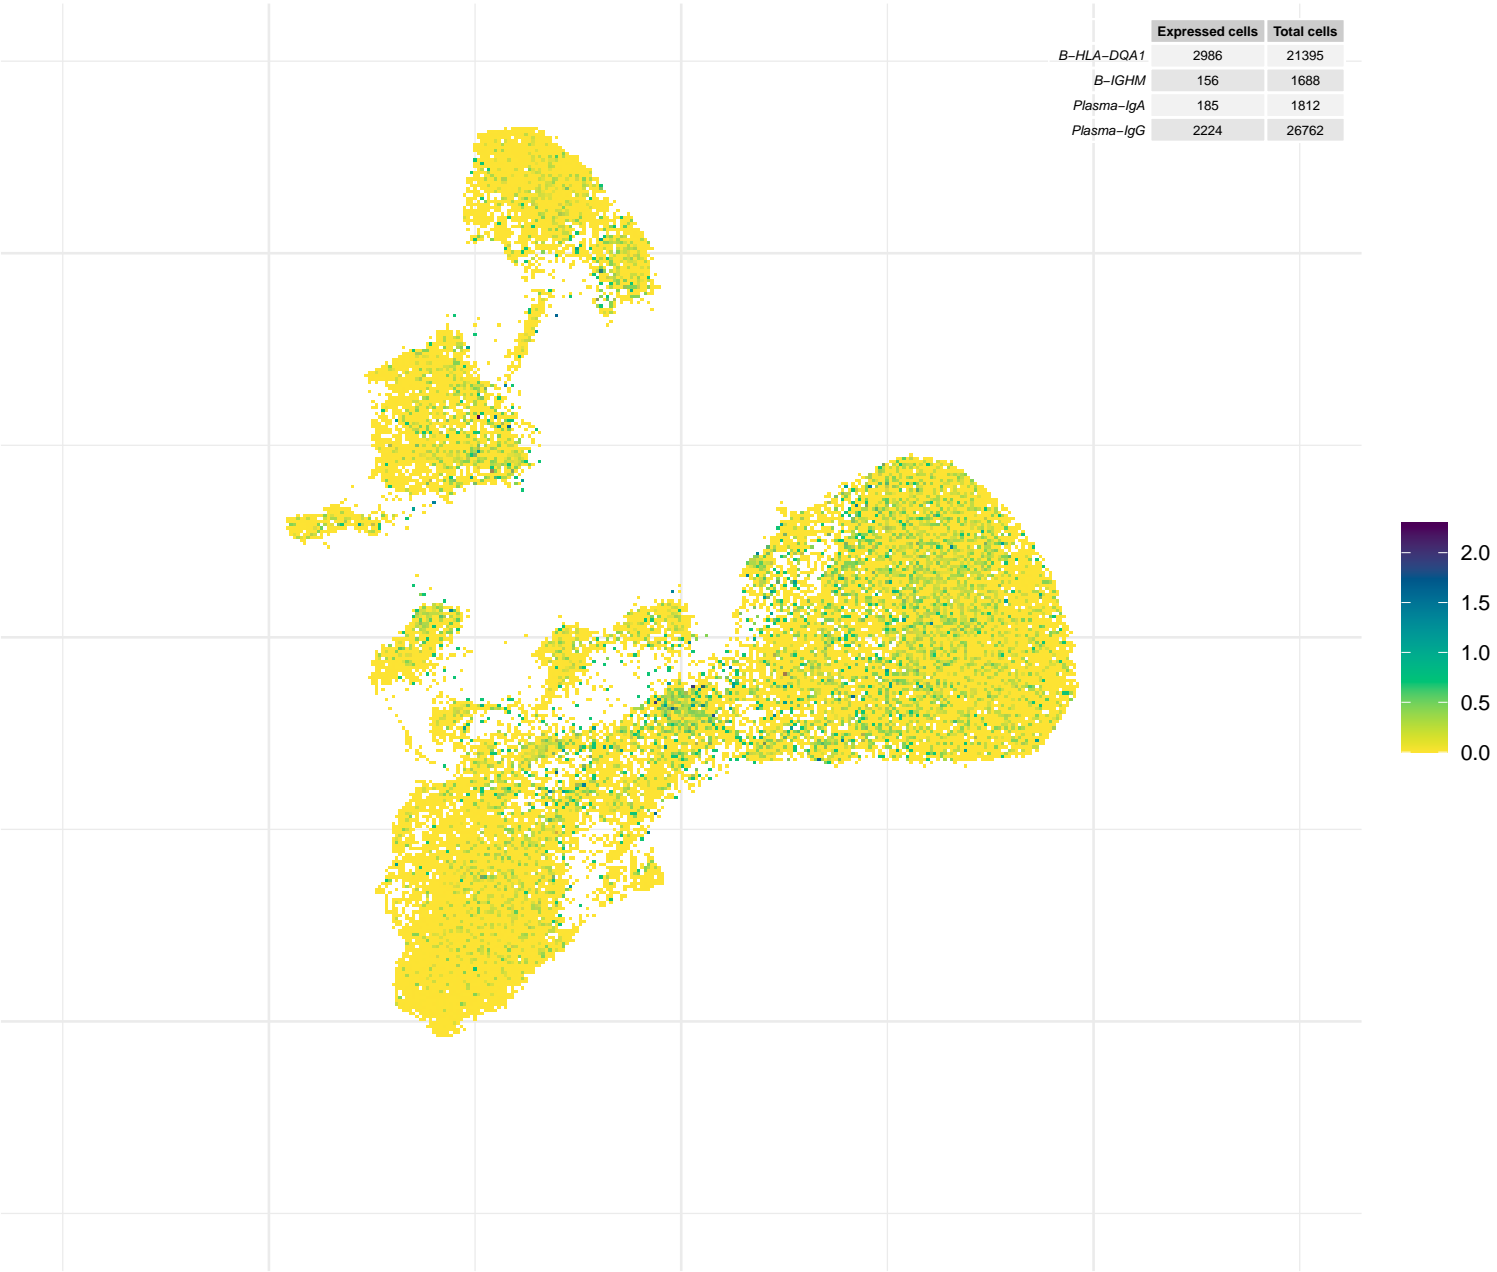 Expressed cells Total cells
B−HLA−DQA1 2986 21395
B−IGHM 156 1688
Plasma−IgA 185 1812
Plasma−IgG 2224 26762
2.0
1.5
1.0
0.5
0.0